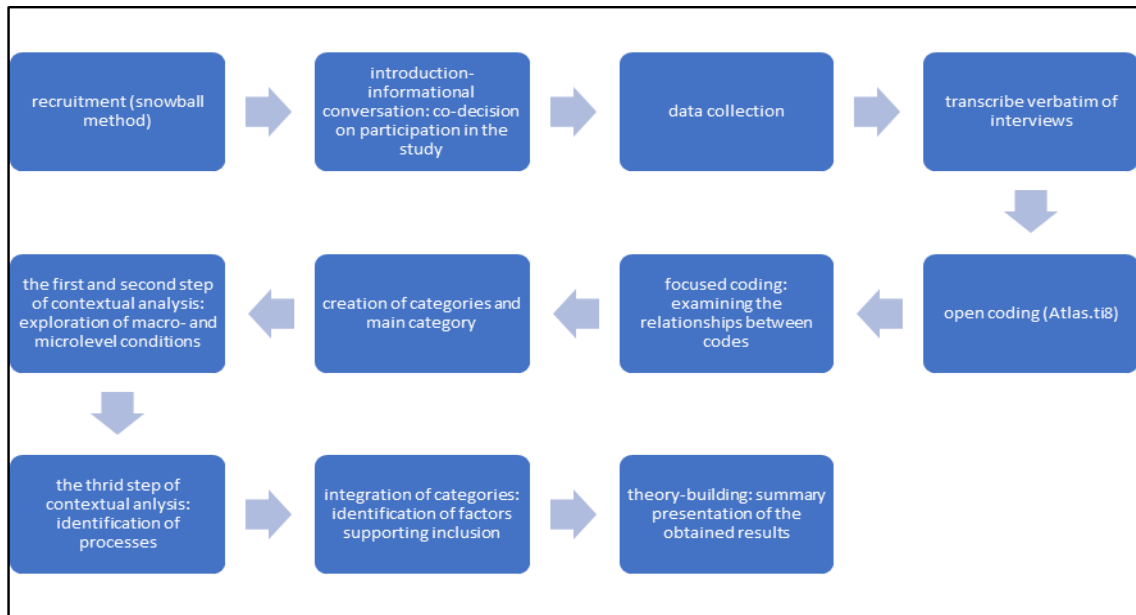 recruitment (snowball
method)
introduction-
informational
conversation: co-decision
on participation in the
study
data collection
transcribe verbatim of
interviews
open coding (Atlas.ti8)
focused coding:
examining the
relationships between
codes
creation of categories and
main category
the first and second step
of contextual analysis:
exploration of macro- and
microlevel conditions
the thrid step of
contextual anlysis:
identification of
processes
integration of categories:
identification of factors
supporting inclusion
theory-building: summary
presentation of the
obtained results